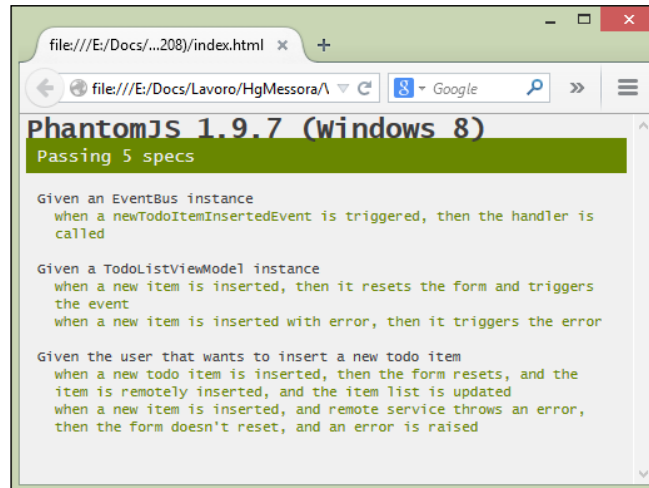 file:///E:/Docs/...208)/index.html
file:///E:/Docs/Lavoro/HgMessora/\
8
Google
PhantomJS 1.9.7 (Windows 8)
Passing 5 specs
Given an EventBus instance
when a newTodoItemInsertedEvent is triggered, then the handler is
called
Given a TodoListViewModel instance
when a new item is inserted, then it resets the form and triggers
the event
when a new item is inserted with error, then it triggers the error
Given the user that wants to insert a new todo item
when a new todo item is inserted, then the form resets, and the
item is remotely inserted, and the item list is updated
when a new item is inserted, and remote service throws an error,
then the form doesn't reset, and an error is raised